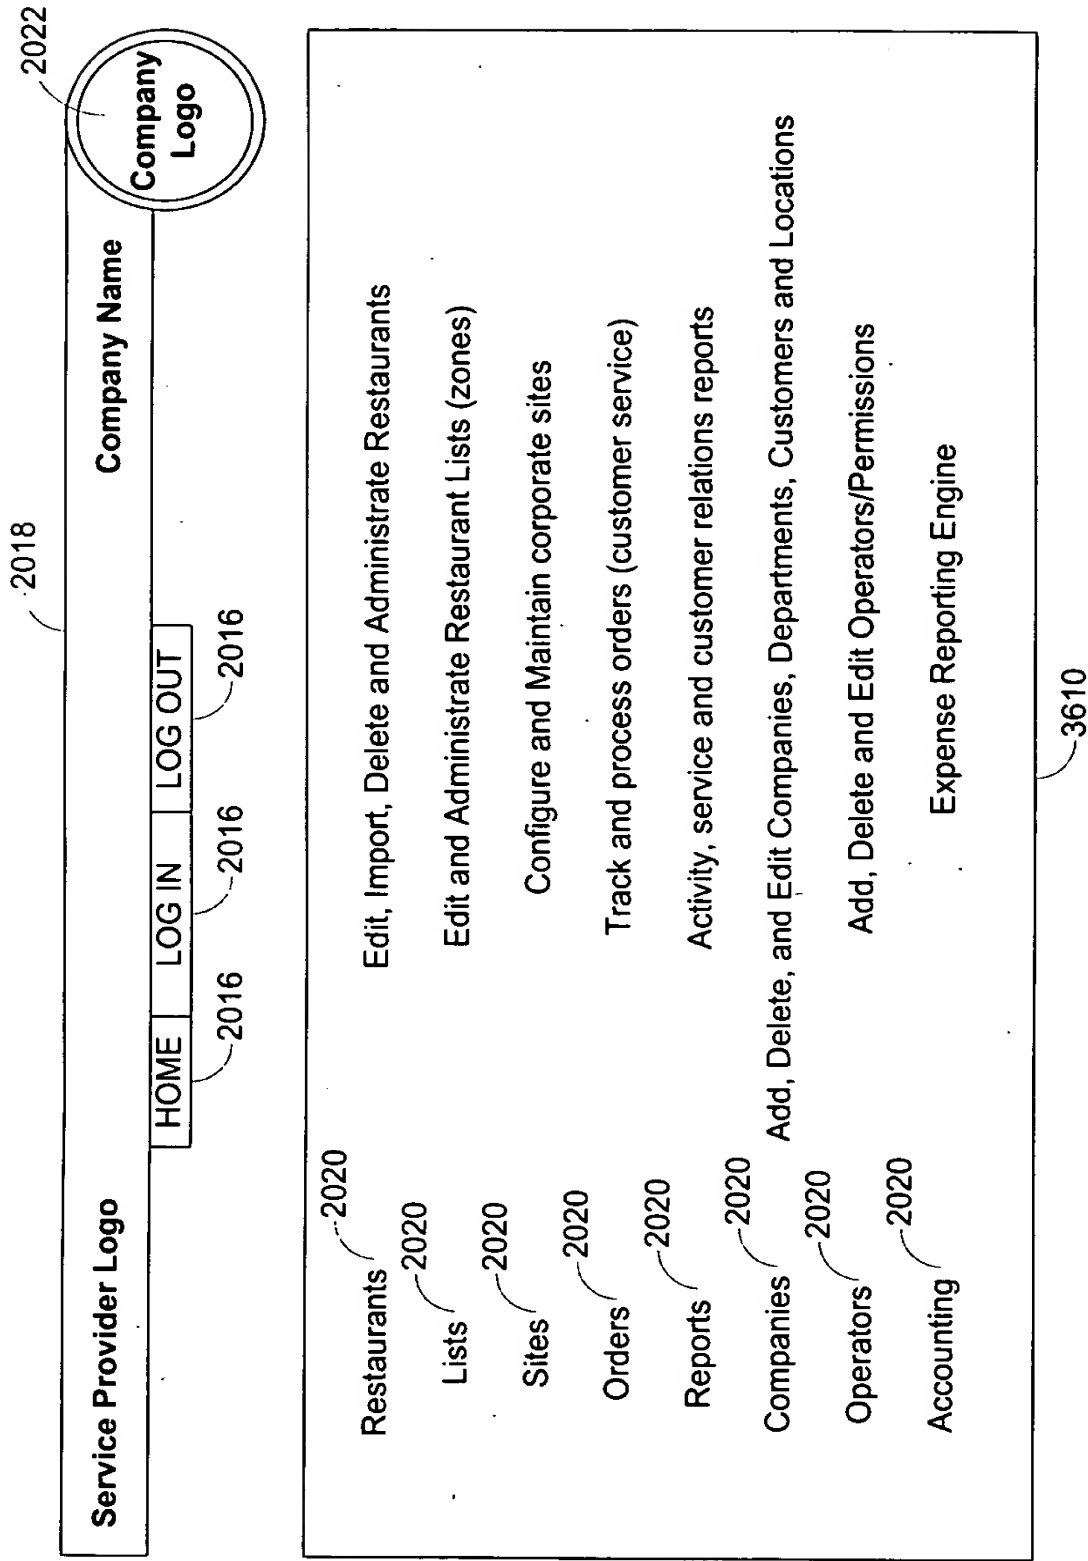 2018
2022
Service Provider Logo
Company Name
Company
Logo
HOME
LOG IN
LOG OUT
2016
2016
2016
Restaurants
2020
Edit, Import, Delete and Administrate Restaurants
Lists
2020
Edit and Administrate Restaurant Lists (zones)
Sites
2020
Configure and Maintain corporate sites
Orders
2020
Track and process orders (customer service)
Reports
2020
Activity, service and customer relations reports
Companies
2020
Add, Delete, and Edit Companies, Departments, Customers and Locations
Operators
2020
Add, Delete and Edit Operators/Permissions
Accounting
2020
Expense Reporting Engine
3610